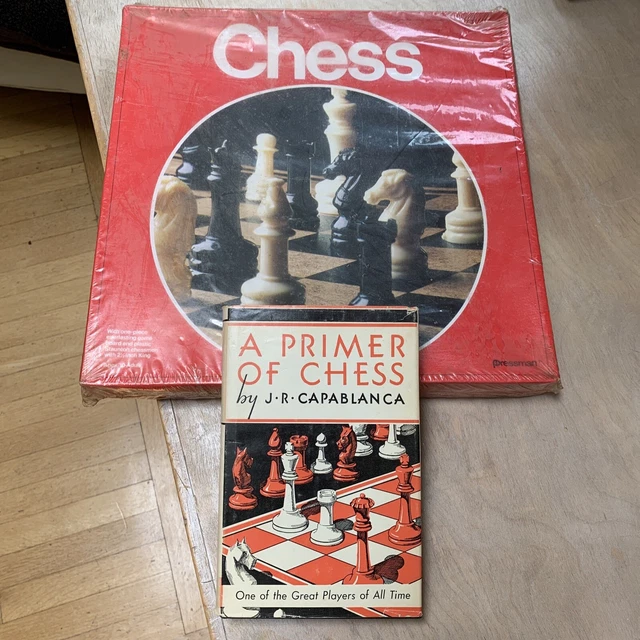 Chess
pressman
A PRIMER
OF CHESS
by J·R·CAPABLANCA
One of the Great Players of All Time